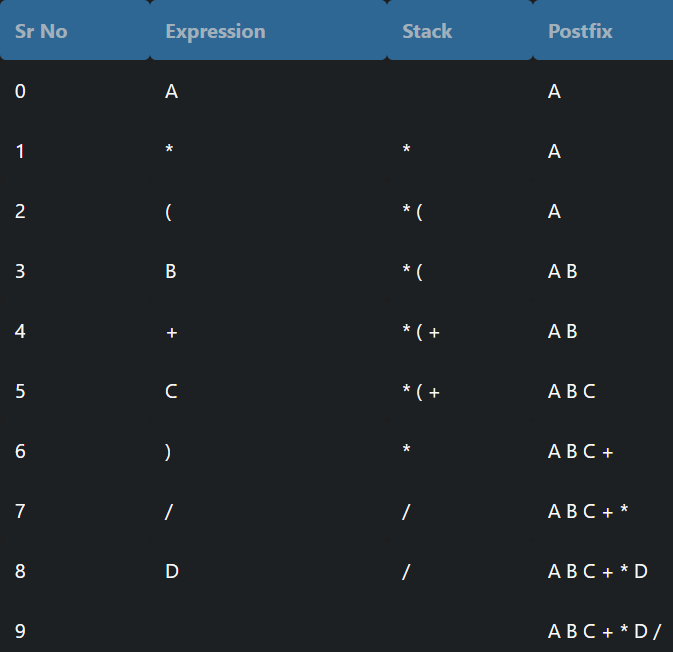 Sr No Expression Stack Postfix
0 A A
1 * * A
2 ( * ( A
3 B * ( A B
4 + * ( + A B
5 C * ( + A B C
6 ) * A B C +
7 / / A B C + *
8 D / A B C + * D
9 A B C + * D /